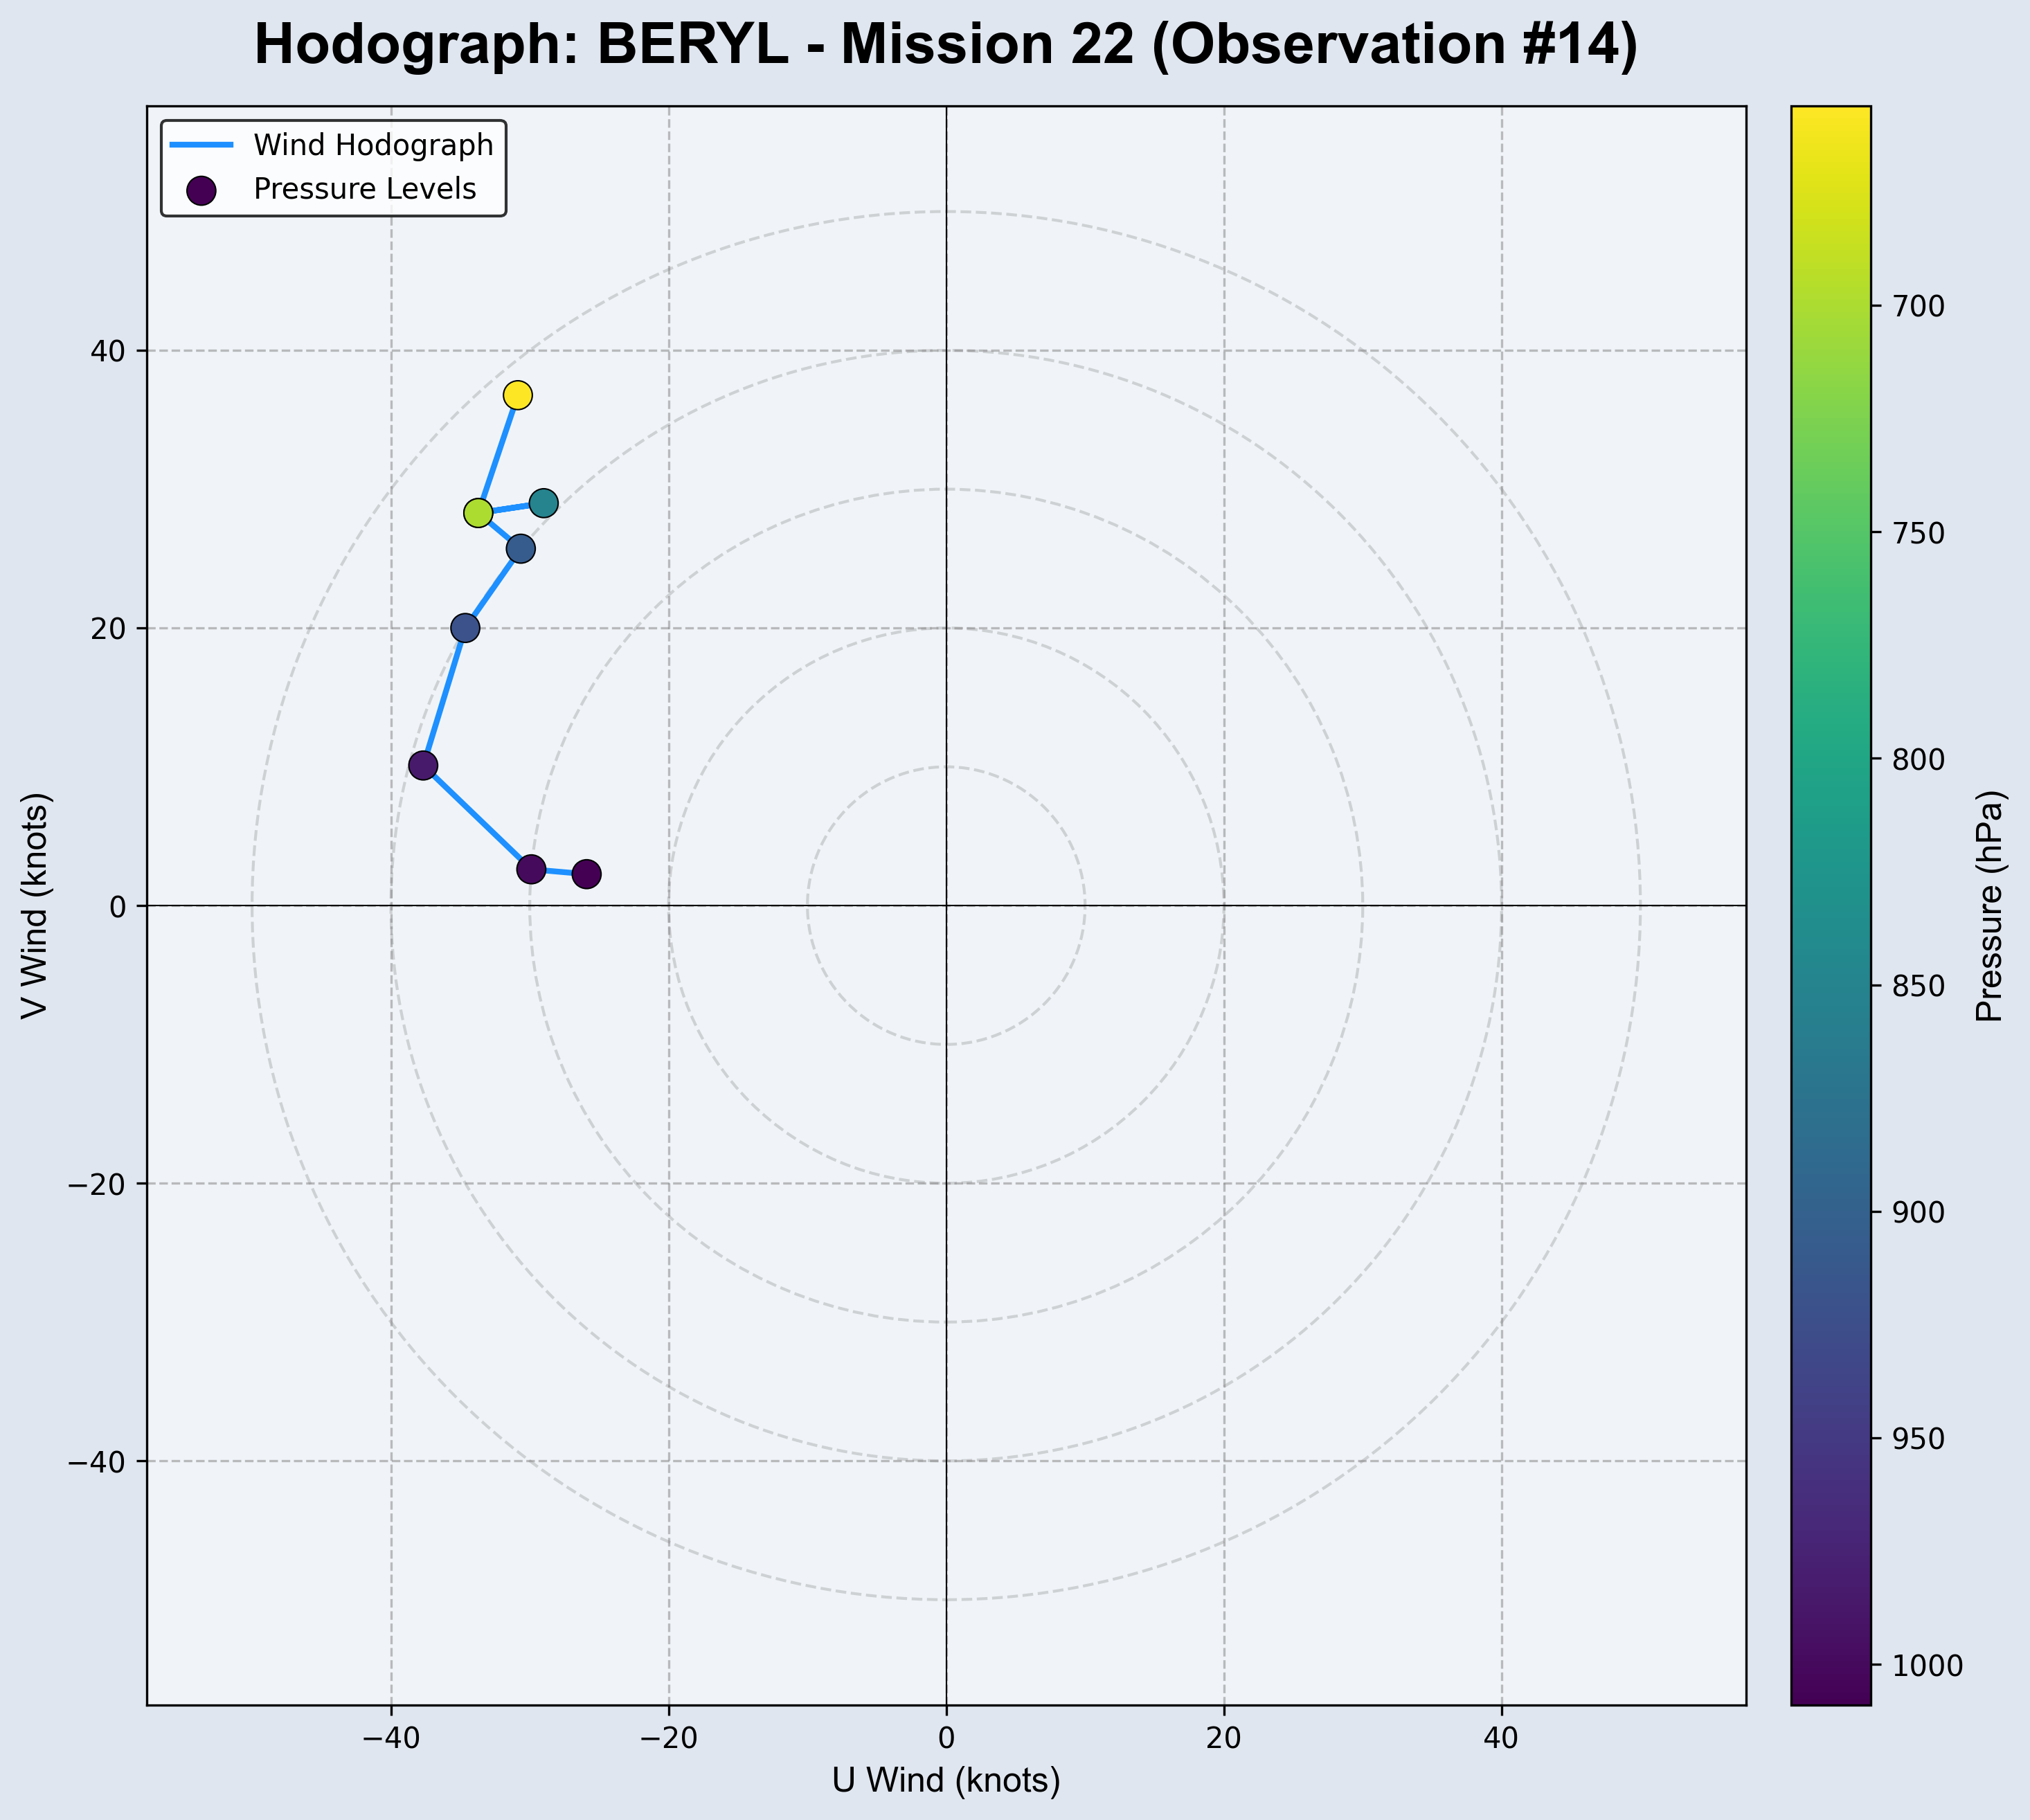 Hodograph: BERYL - Mission 22 (Observation #14)
Wind Hodograph
Pressure Levels
40
20
0
−20
−40
V Wind (knots)
−40
−20
0
20
40
U Wind (knots)
700
750
800
850
900
950
1000
Pressure (hPa)